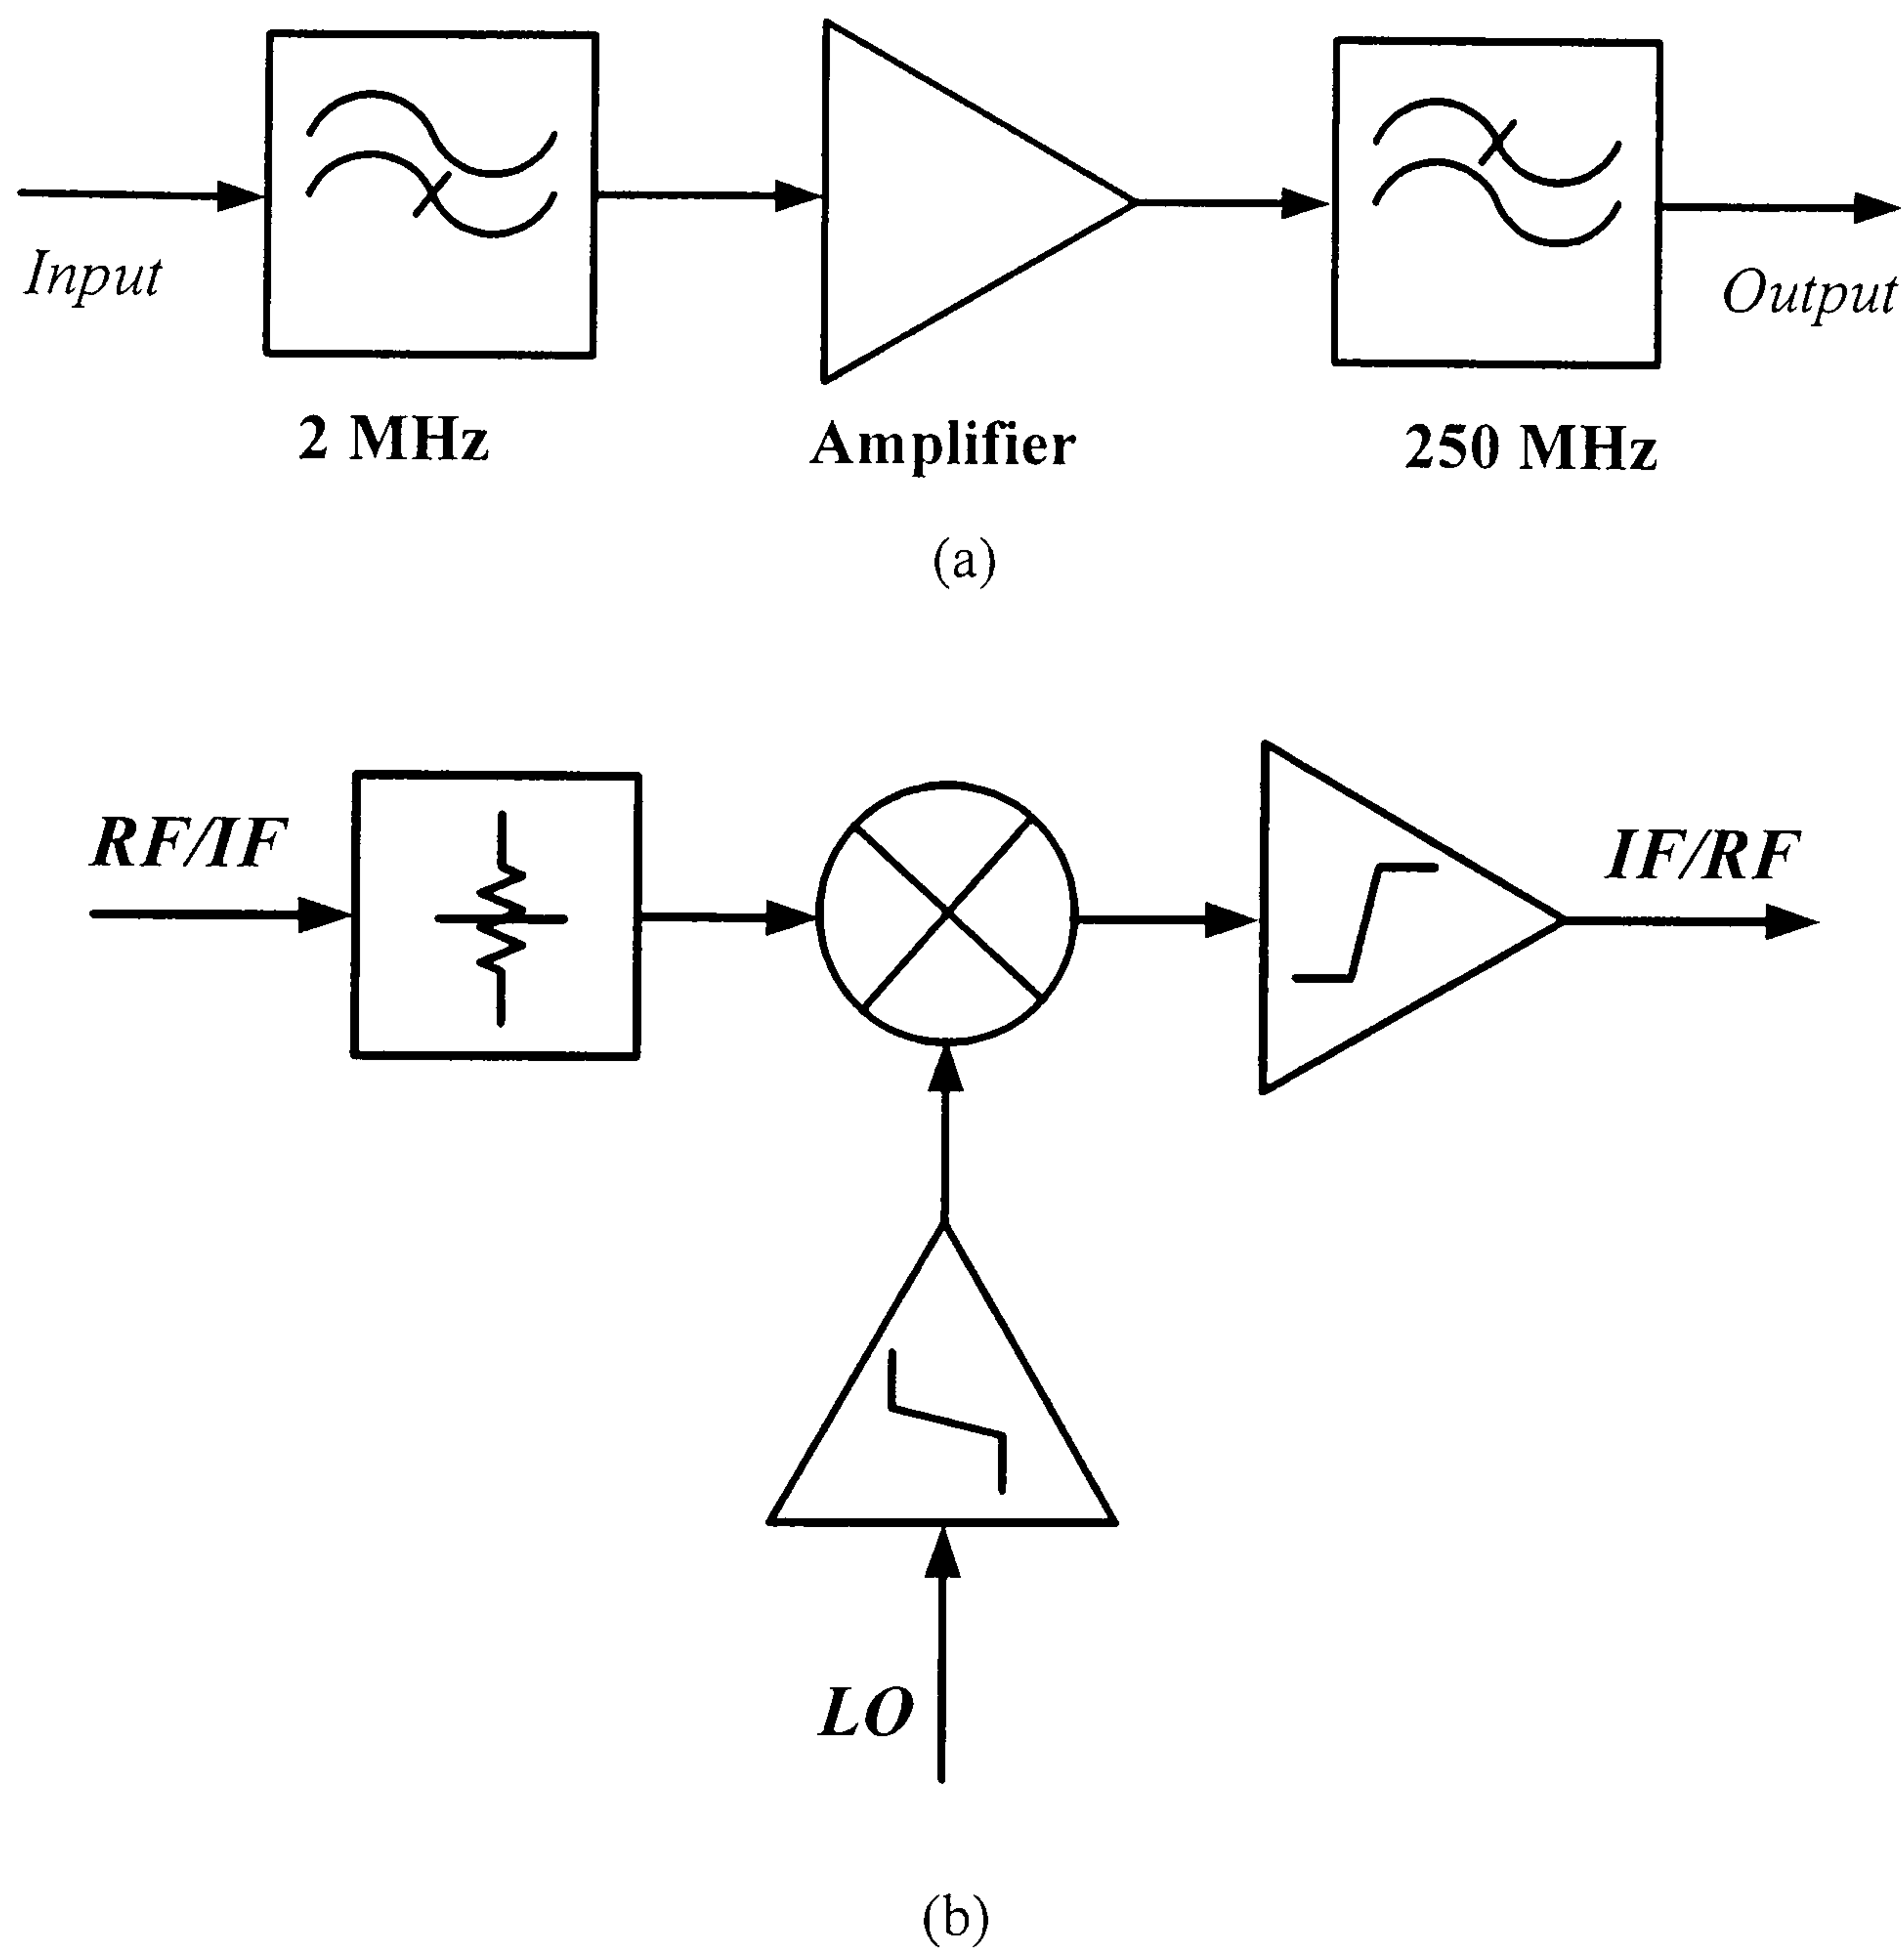 Input
Output
2 MHz
Amplifier
250 MHz
(a)
RF/IF
IF/RF
LO
(b)